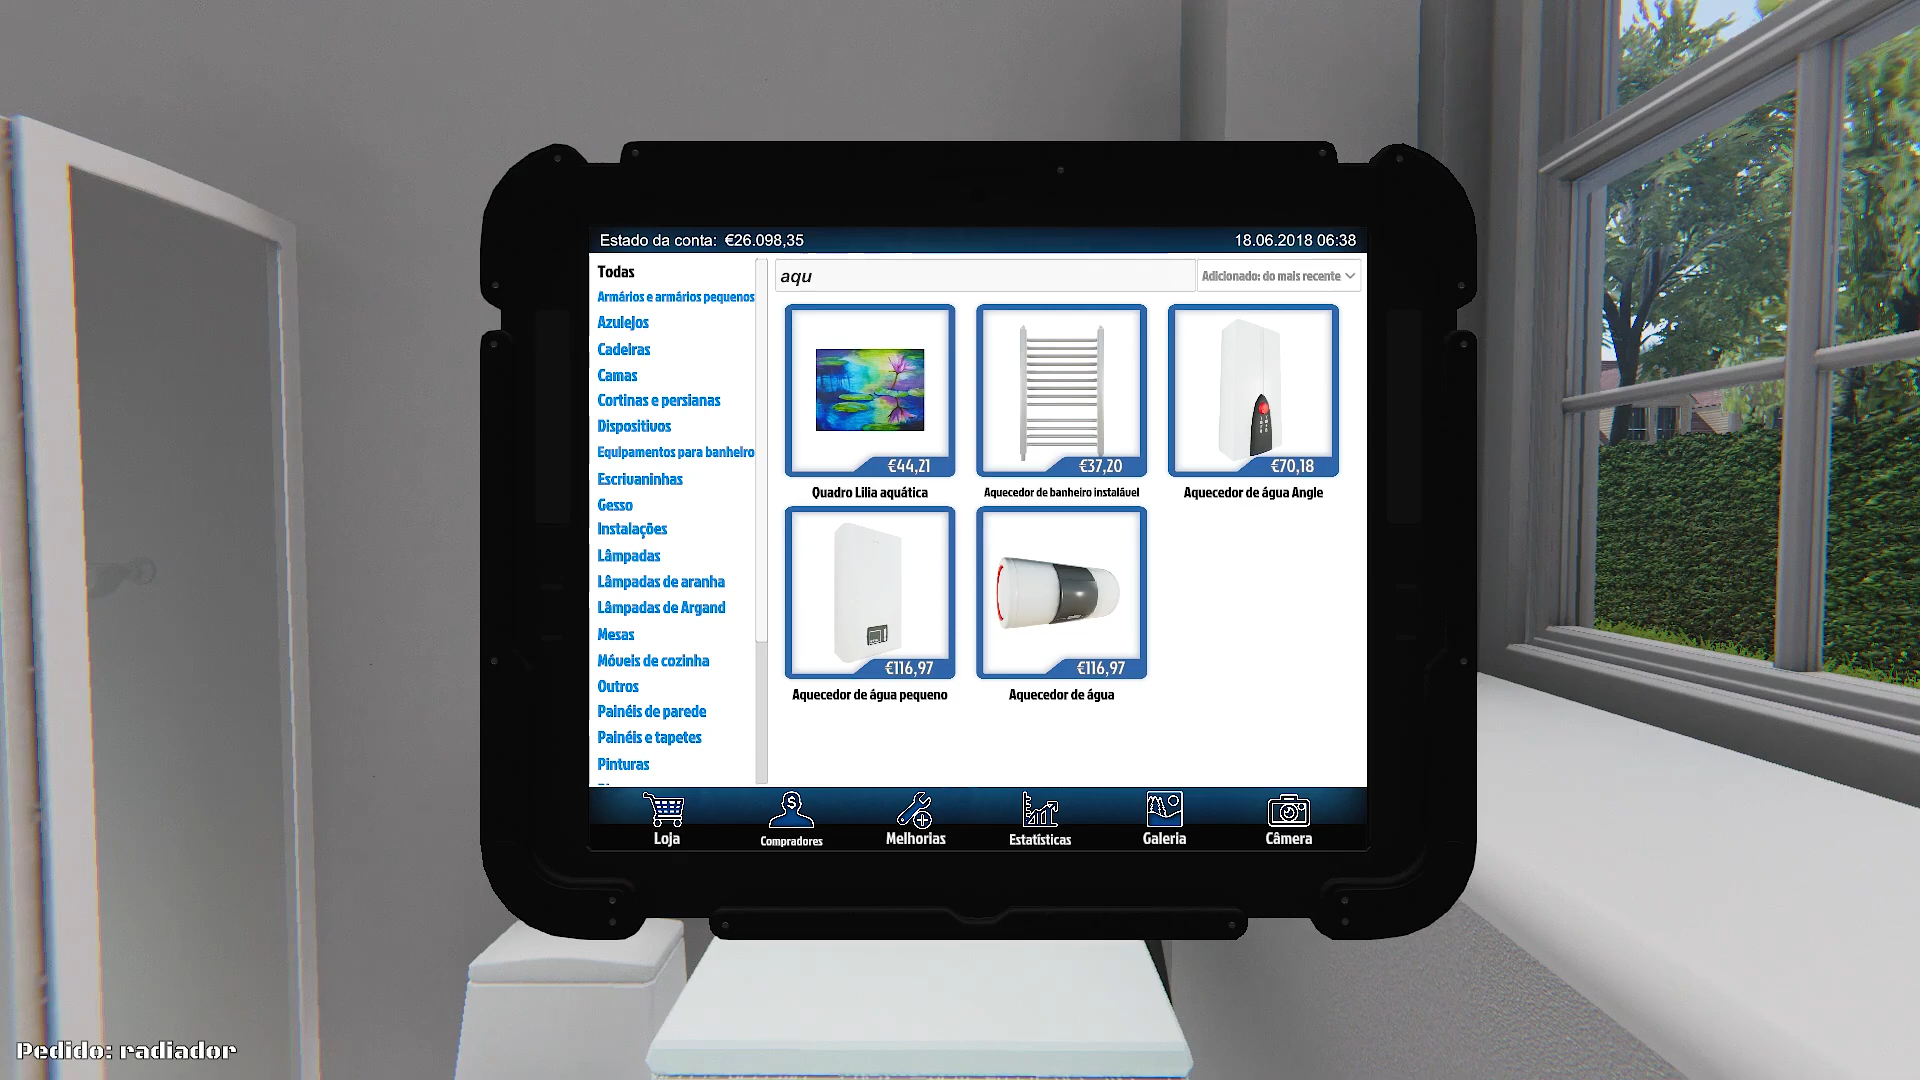 Estado da conta: €26.098,35
18.06.2018 06:38
Todas
Armários e armários pequenos
Azulejos
Cadeiras
Camas
Cortinas e persianas
Dispositivos
Equipamentos para banheiro
Escrivaninhas
Gesso
Instalações
Lâmpadas
Lâmpadas de aranha
Lâmpadas de Argand
Mesas
Móveis de cozinha
Outros
Painéis de parede
Painéis e tapetes
Pinturas
aqu
Adicionado: do mais recente
€44,21
€37,20
€70,18
Quadro Lilia aquática
Aquecedor de banheiro instalável
Aquecedor de água Angle
€116,97
€116,97
Aquecedor de água pequeno
Aquecedor de água
Loja
Compradores
Melhorias
Estatísticas
Galeria
Câmera
Pedido: radiador